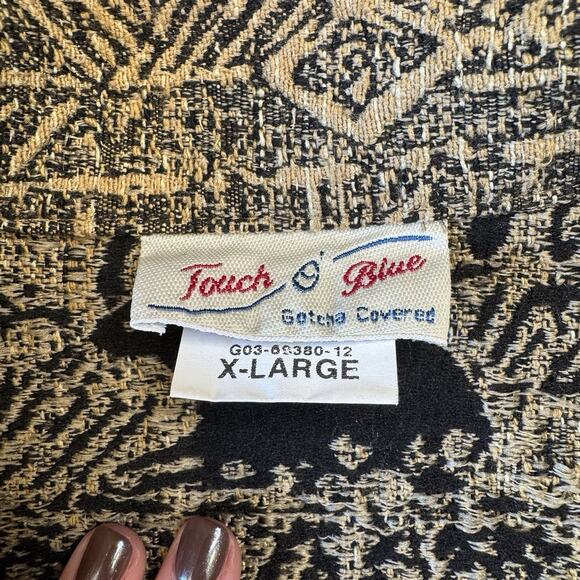 Touch O' Blue
Gotcha Covered
G03-69380-12
X-LARGE